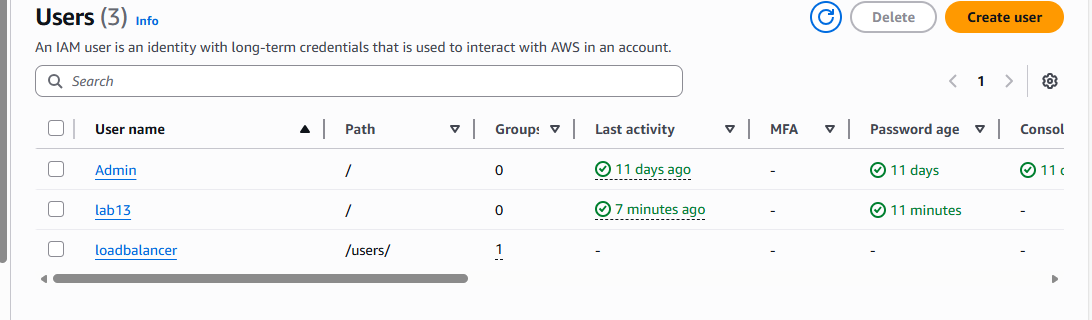 Users (3) Info
Delete
Create user
An IAM user is an identity with long-term credentials that is used to interact with AWS in an account.
Search
1
User name Path Groups Last activity MFA Password age Consol
Admin / 0 11 days ago - 11 days 11
lab13 / 0 7 minutes ago - 11 minutes -
loadbalancer /users/ 1 - - - -